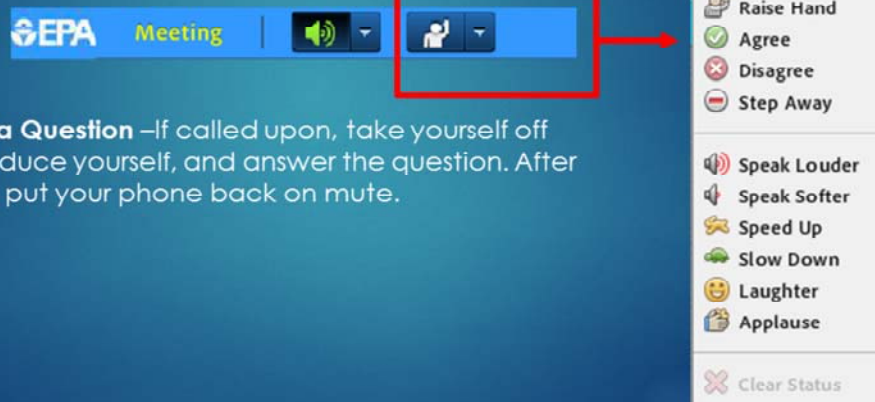 EPA Meeting
a Question –If called upon, take yourself off
duce yourself, and answer the question. After
put your phone back on mute.
Raise Hand
Agree
Disagree
Step Away
Speak Louder
Speak Softer
Speed Up
Slow Down
Laughter
Applause
Clear Status